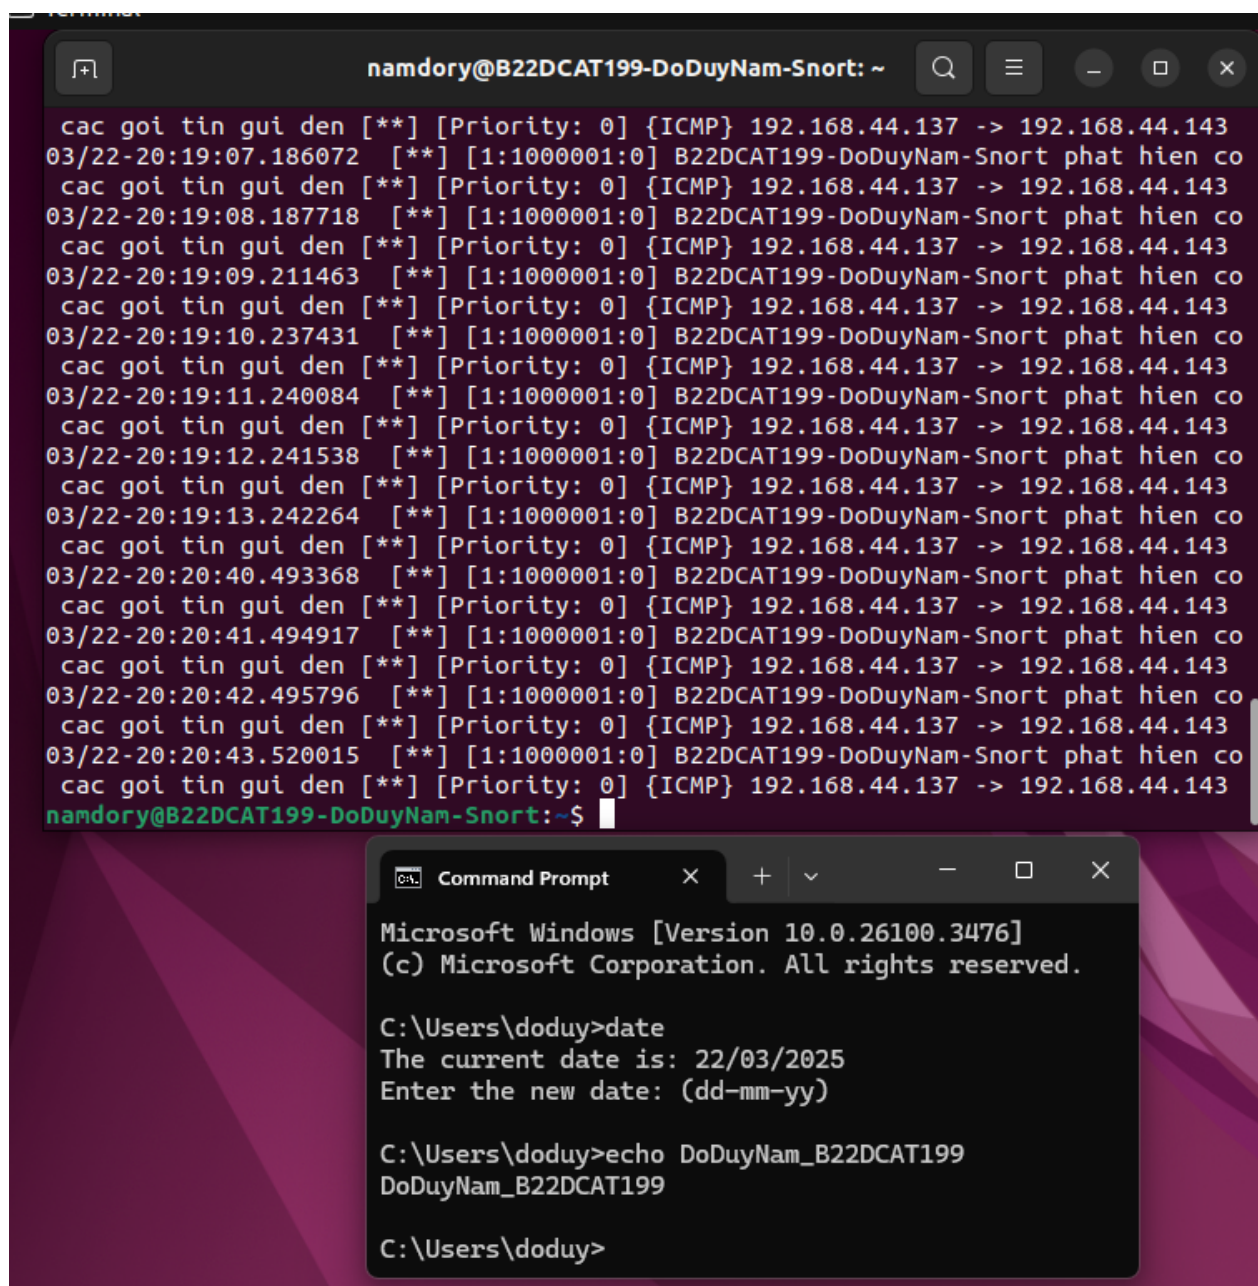 Terminal
namdory@B22DCAT199-DoDuyNam-Snort: ~
cac goi tin gui den [**] [Priority: 0] {ICMP} 192.168.44.137 -> 192.168.44.143
03/22-20:19:07.186072 [**] [1:1000001:0] B22DCAT199-DoDuyNam-Snort phat hien co
cac goi tin gui den [**] [Priority: 0] {ICMP} 192.168.44.137 -> 192.168.44.143
03/22-20:19:08.187718 [**] [1:1000001:0] B22DCAT199-DoDuyNam-Snort phat hien co
cac goi tin gui den [**] [Priority: 0] {ICMP} 192.168.44.137 -> 192.168.44.143
03/22-20:19:09.211463 [**] [1:1000001:0] B22DCAT199-DoDuyNam-Snort phat hien co
cac goi tin gui den [**] [Priority: 0] {ICMP} 192.168.44.137 -> 192.168.44.143
03/22-20:19:10.237431 [**] [1:1000001:0] B22DCAT199-DoDuyNam-Snort phat hien co
cac goi tin gui den [**] [Priority: 0] {ICMP} 192.168.44.137 -> 192.168.44.143
03/22-20:19:11.240084 [**] [1:1000001:0] B22DCAT199-DoDuyNam-Snort phat hien co
cac goi tin gui den [**] [Priority: 0] {ICMP} 192.168.44.137 -> 192.168.44.143
03/22-20:19:12.241538 [**] [1:1000001:0] B22DCAT199-DoDuyNam-Snort phat hien co
cac goi tin gui den [**] [Priority: 0] {ICMP} 192.168.44.137 -> 192.168.44.143
03/22-20:19:13.242264 [**] [1:1000001:0] B22DCAT199-DoDuyNam-Snort phat hien co
cac goi tin gui den [**] [Priority: 0] {ICMP} 192.168.44.137 -> 192.168.44.143
03/22-20:20:40.493368 [**] [1:1000001:0] B22DCAT199-DoDuyNam-Snort phat hien co
cac goi tin gui den [**] [Priority: 0] {ICMP} 192.168.44.137 -> 192.168.44.143
03/22-20:20:41.494917 [**] [1:1000001:0] B22DCAT199-DoDuyNam-Snort phat hien co
cac goi tin gui den [**] [Priority: 0] {ICMP} 192.168.44.137 -> 192.168.44.143
03/22-20:20:42.495796 [**] [1:1000001:0] B22DCAT199-DoDuyNam-Snort phat hien co
cac goi tin gui den [**] [Priority: 0] {ICMP} 192.168.44.137 -> 192.168.44.143
03/22-20:20:43.520015 [**] [1:1000001:0] B22DCAT199-DoDuyNam-Snort phat hien co
cac goi tin gui den [**] [Priority: 0] {ICMP} 192.168.44.137 -> 192.168.44.143
namdory@B22DCAT199-DoDuyNam-Snort:~$
Command Prompt
Microsoft Windows [Version 10.0.26100.3476]
(c) Microsoft Corporation. All rights reserved.
C:\Users\doduy>date
The current date is: 22/03/2025
Enter the new date: (dd-mm-yy)
C:\Users\doduy>echo DoDuyNam_B22DCAT199
DoDuyNam_B22DCAT199
C:\Users\doduy>